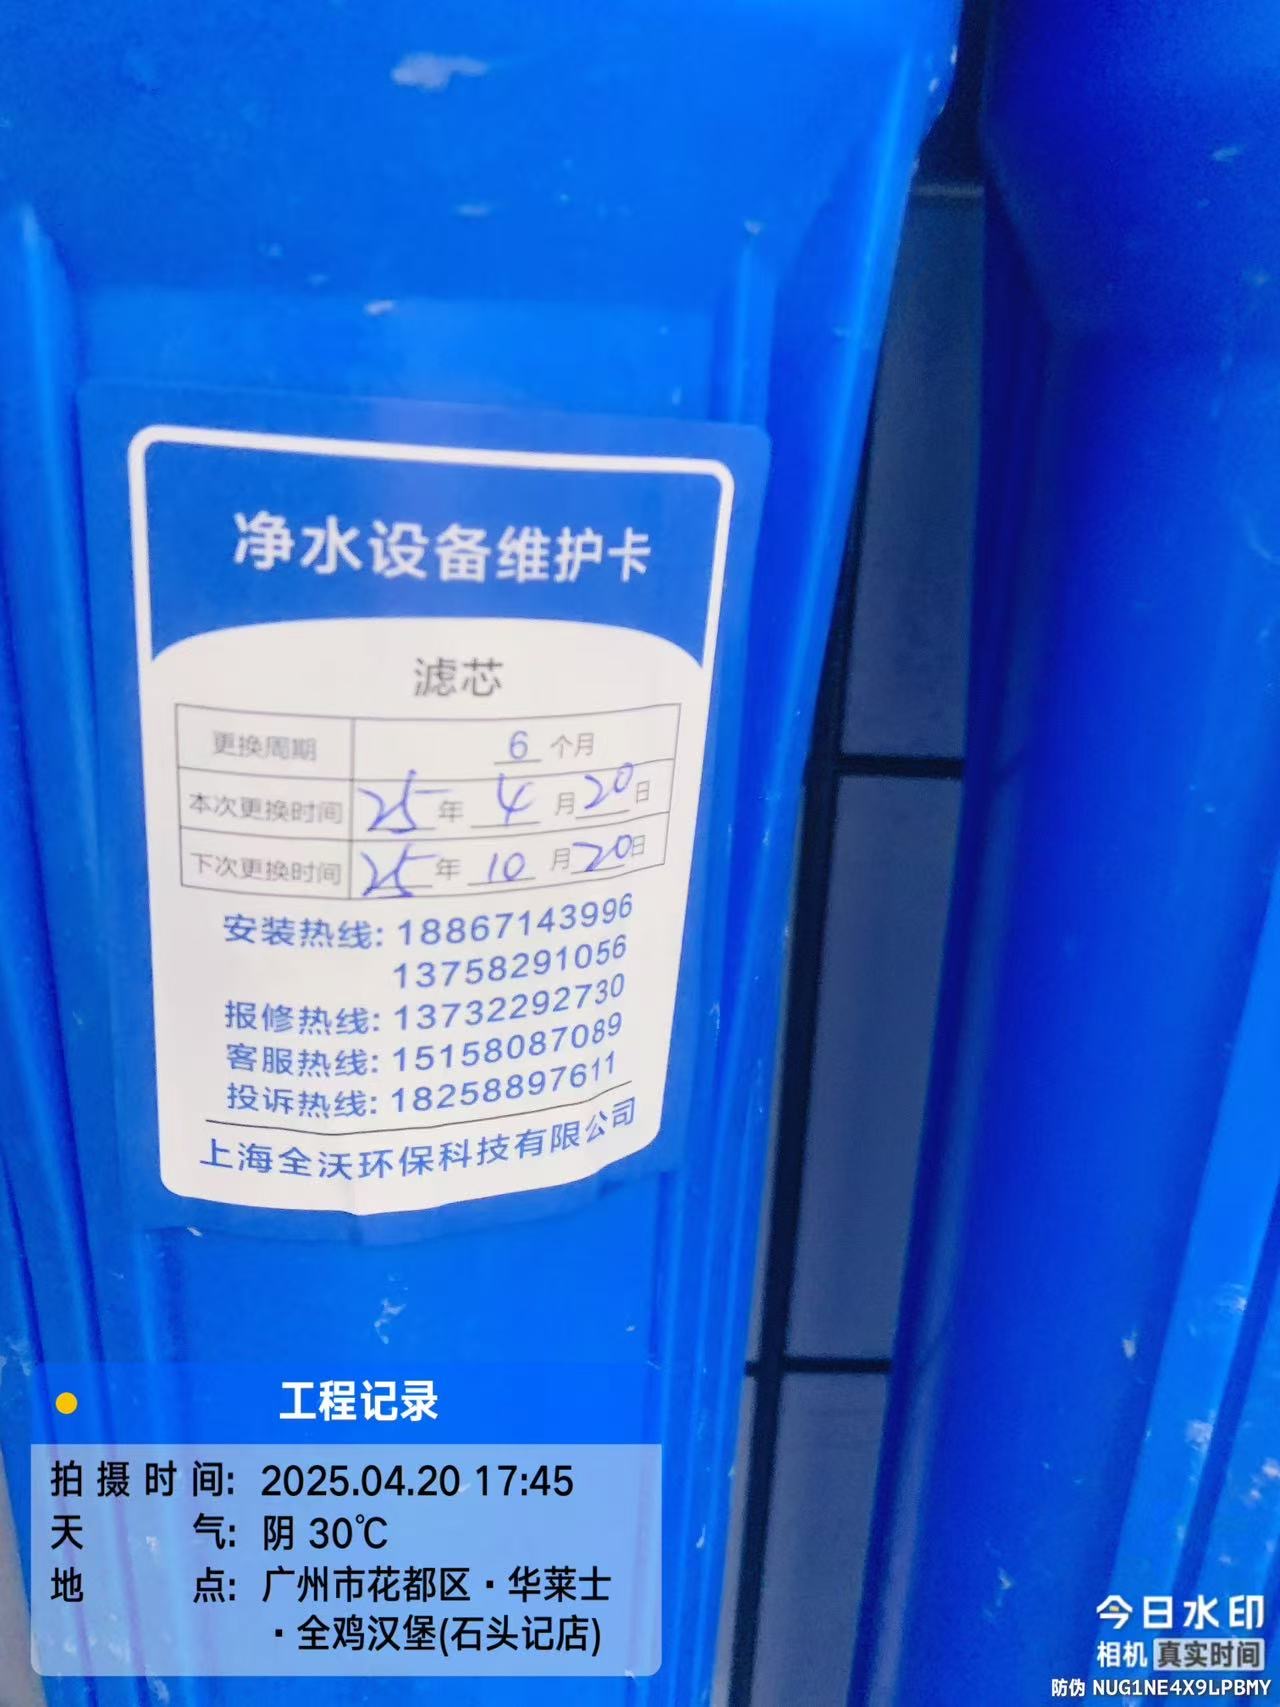 净水设备维护卡
滤芯
更换周期 6 个月
本次更换时间 25 年 4 月 20 日
下次更换时间 25 年 10 月 20 日
安装热线: 18867143996
13758291056
报修热线: 13732292730
客服热线: 15158087089
投诉热线: 18258897611
上海全沃环保科技有限公司
工程记录
拍摄时间: 2025.04.20 17:45
天气: 阴 30℃
地点: 广州市花都区·华莱士
·全鸡汉堡(石头记店)
今日水印
相机 真实时间
防伪 NUG1NE4X9LPBMY